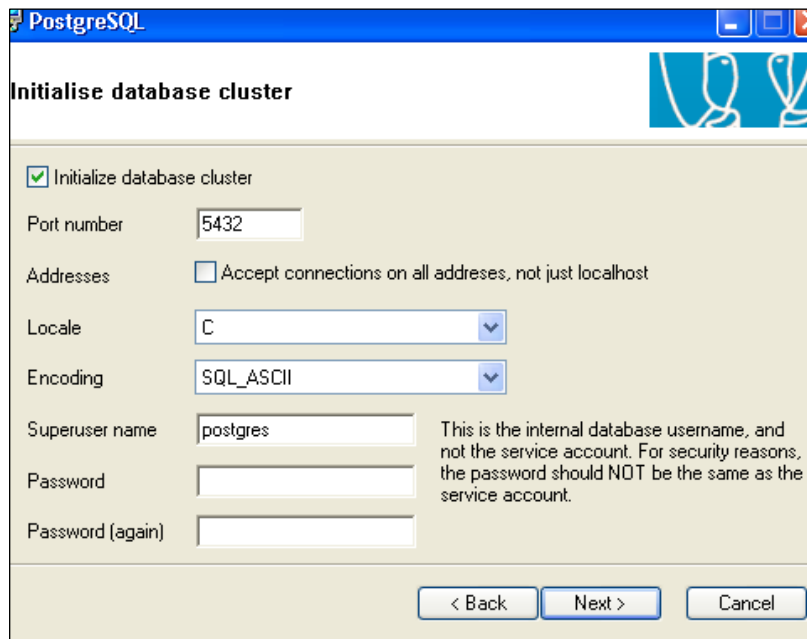 PostgreSQL
Initialise database cluster
Initialize database cluster
Port number 5432
Addresses Accept connections on all addreses, not just localhost
Locale C
Encoding SQL_ASCII
Superuser name postgres
This is the internal database username, and
not the service account. For security reasons,
the password should NOT be the same as the
service account.
Password
Password (again)
< Back Next > Cancel